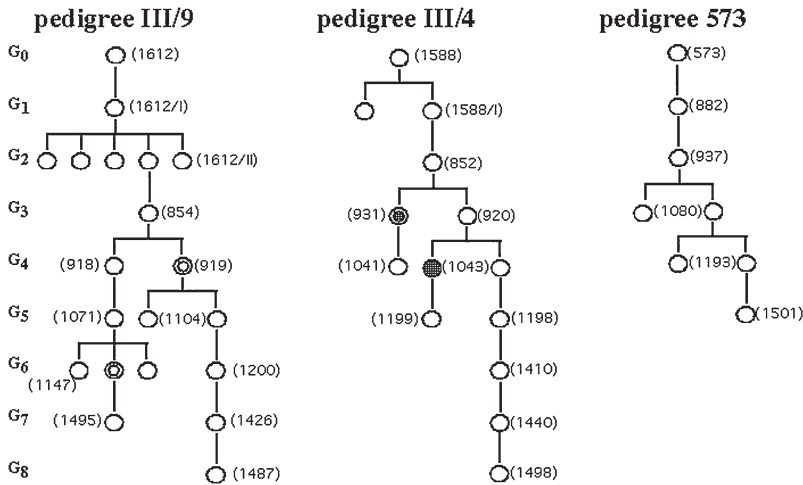 pedigree III/9 pedigree III/4 pedigree 573
G0 (1612) (1588) (573)
G1 (1612/I) (1588/I) (882)
G2 (1612/II) (852) (937)
G3 (854) (931) (920) (1080)
G4 (918) (919) (1041) (1043) (1193)
G5 (1071) (1104) (1199) (1198) (1501)
G6 (1147) (1200) (1410)
G7 (1495) (1426) (1440)
G8 (1487) (1498)